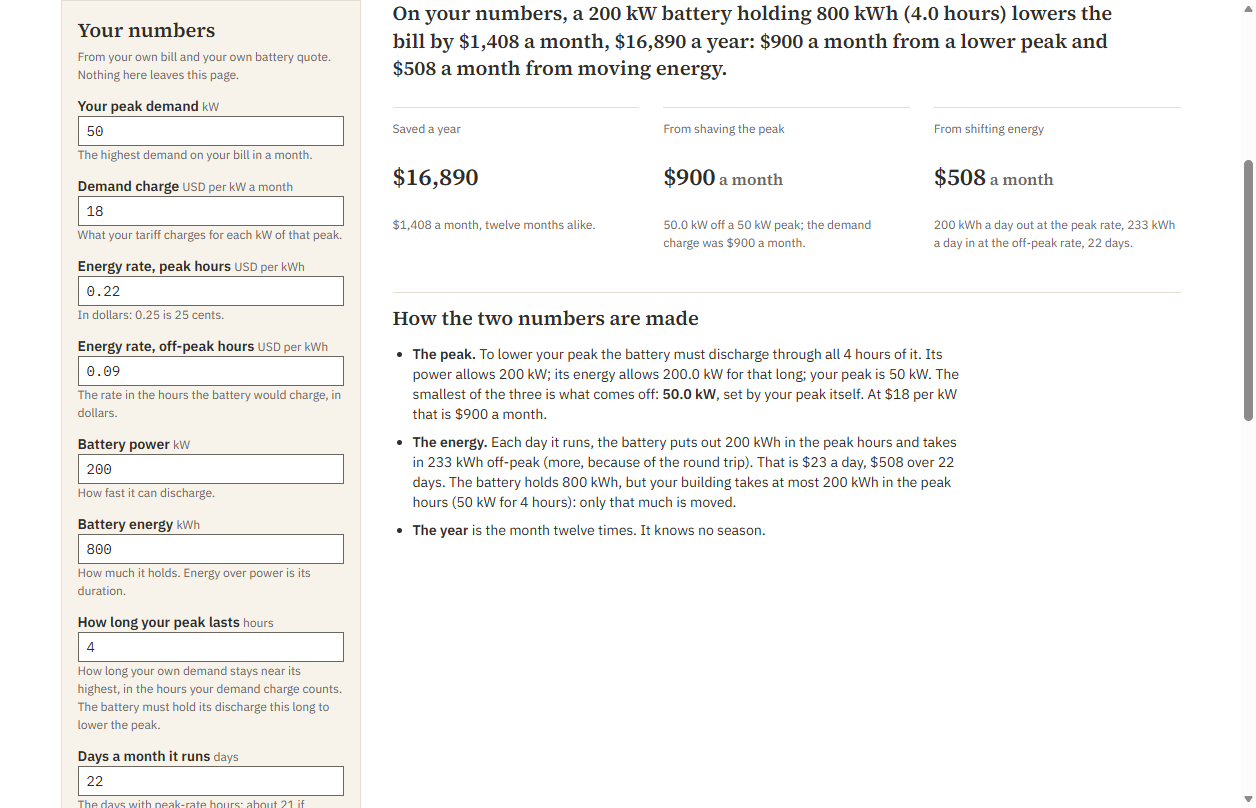 Your numbers
From your own bill and your own battery quote.
Nothing here leaves this page.
Your peak demand kW
50
The highest demand on your bill in a month.
Demand charge USD per kW a month
18
What your tariff charges for each kW of that peak.
Energy rate, peak hours USD per kWh
0.22
In dollars: 0.25 is 25 cents.
Energy rate, off-peak hours USD per kWh
0.09
The rate in the hours the battery would charge, in
dollars.
Battery power kW
200
How fast it can discharge.
Battery energy kWh
800
How much it holds. Energy over power is its
duration.
How long your peak lasts hours
4
How long your own demand stays near its
highest, in the hours your demand charge counts.
The battery must hold its discharge this long to
lower the peak.
Days a month it runs days
22
The days with peak-rate hours: about 21 if
On your numbers, a 200 kW battery holding 800 kWh (4.0 hours) lowers the
bill by $1,408 a month, $16,890 a year: $900 a month from a lower peak and
$508 a month from moving energy.
Saved a year
$16,890
$1,408 a month, twelve months alike.
From shaving the peak
$900 a month
50.0 kW off a 50 kW peak; the demand
charge was $900 a month.
From shifting energy
$508 a month
200 kWh a day out at the peak rate, 233 kWh
a day in at the off-peak rate, 22 days.
How the two numbers are made
• The peak. To lower your peak the battery must discharge through all 4 hours of it. Its
power allows 200 kW; its energy allows 200.0 kW for that long; your peak is 50 kW. The
smallest of the three is what comes off: 50.0 kW, set by your peak itself. At $18 per kW
that is $900 a month.
• The energy. Each day it runs, the battery puts out 200 kWh in the peak hours and takes
in 233 kWh off-peak (more, because of the round trip). That is $23 a day, $508 over 22
days. The battery holds 800 kWh, but your building takes at most 200 kWh in the peak
hours (50 kW for 4 hours): only that much is moved.
• The year is the month twelve times. It knows no season.